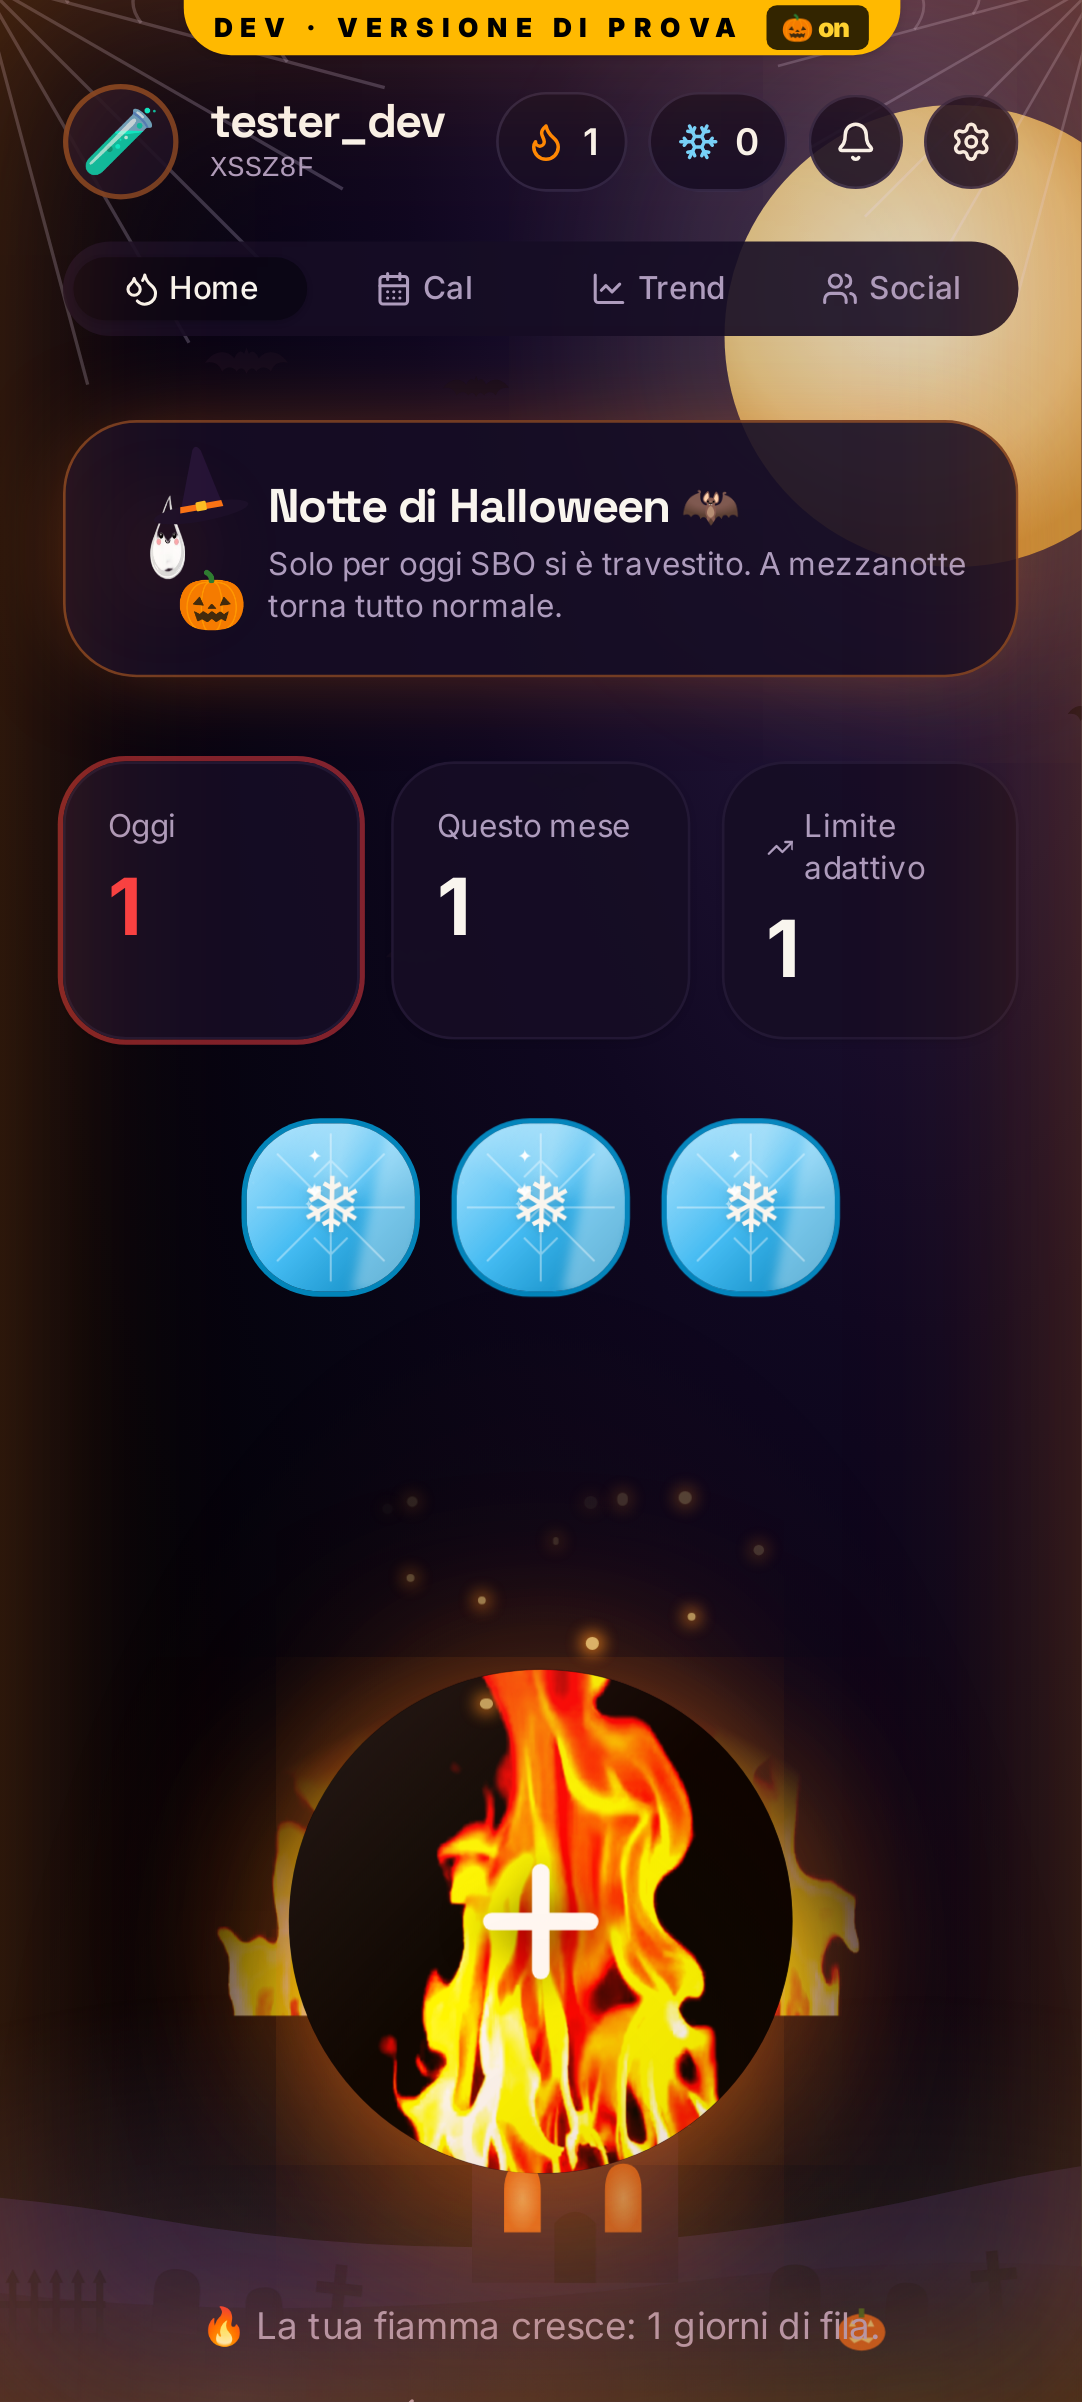 DEV · VERSIONE DI PROVA 🎃 on
tester_dev
XSSZ8F
1
0
Home
Cal
Trend
Social
Notte di Halloween 🦇
Solo per oggi SBO si è travestito. A mezzanotte
torna tutto normale.
Oggi
1
Questo mese
1
Limite
adattivo
1
🔥 La tua fiamma cresce: 1 giorni di fila.